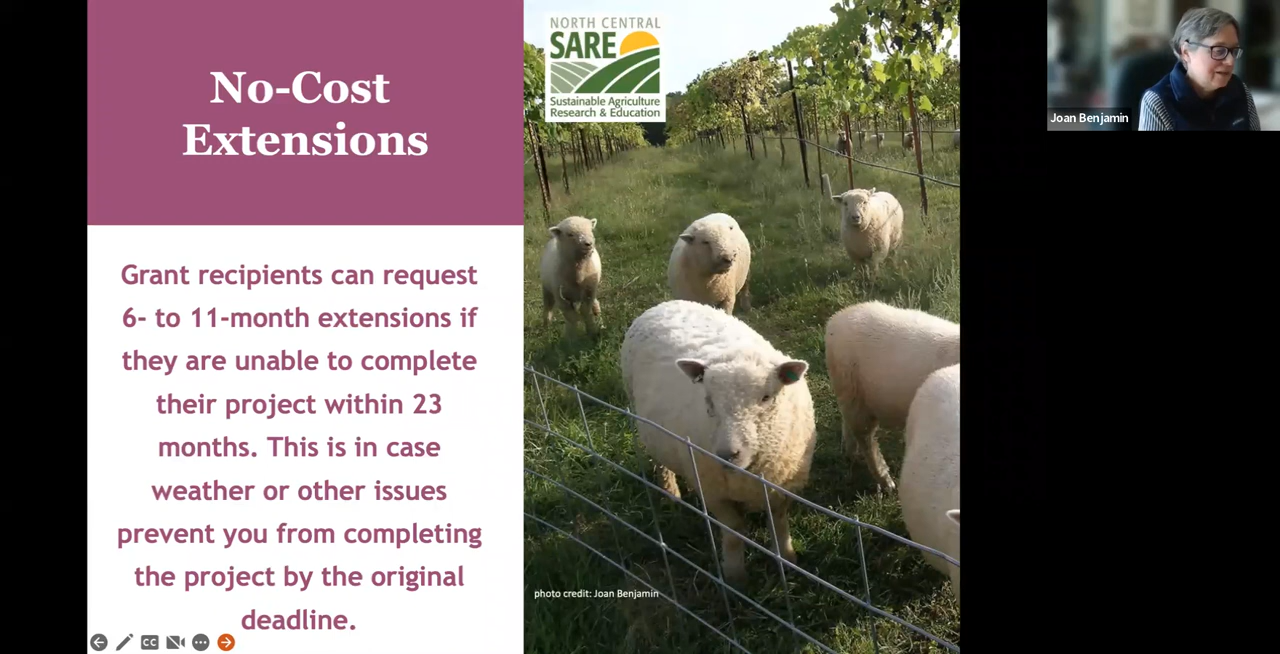 No-Cost
Extensions
Grant recipients can request
6- to 11-month extensions if
they are unable to complete
their project within 23
months. This is in case
weather or other issues
prevent you from completing
the project by the original
deadline.
CC
NORTH CENTRAL
SARE
Sustainable Agriculture
Research & Education
photo credit: Joan Benjamin
Joan Benjamin